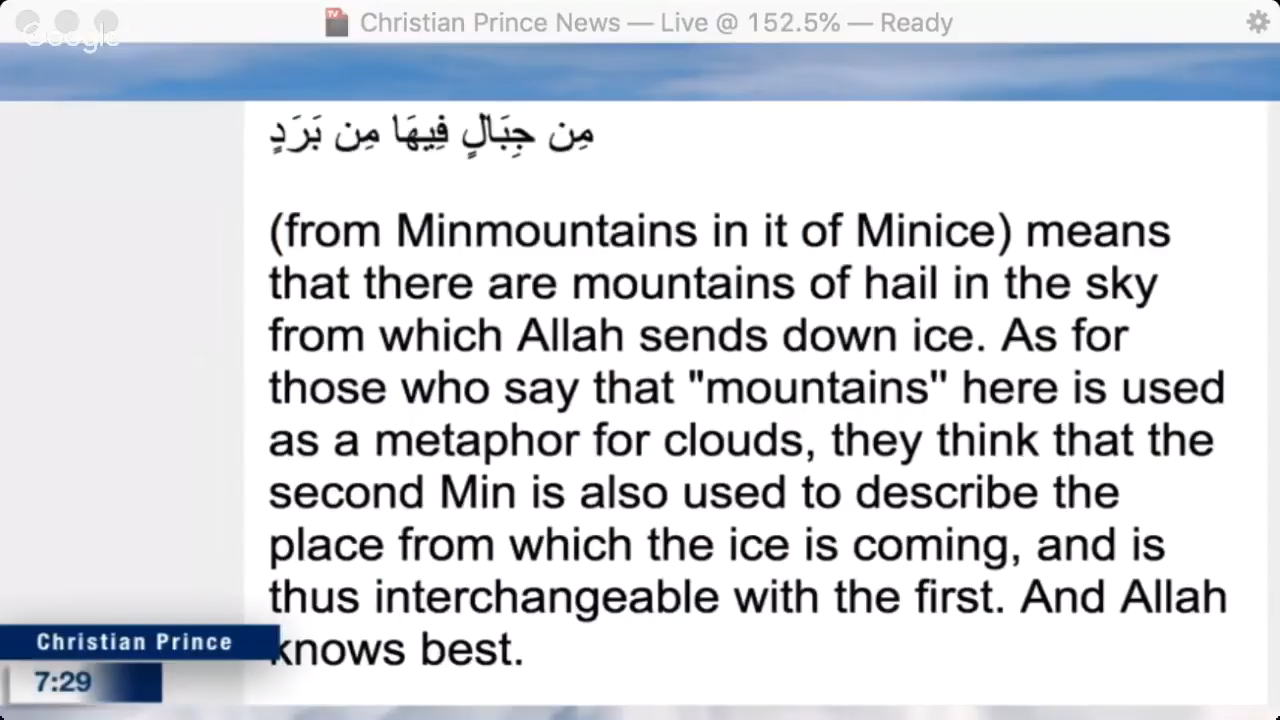 TV Christian Prince News — Live @ 152.5% — Ready
Google
مِن جِبَالٍ فِيهَا مِن بَرَدٍ
(from Minmountains in it of Minice) means
that there are mountains of hail in the sky
from which Allah sends down ice. As for
those who say that "mountains" here is used
as a metaphor for clouds, they think that the
second Min is also used to describe the
place from which the ice is coming, and is
thus interchangeable with the first. And Allah
knows best.
Christian Prince
7:29